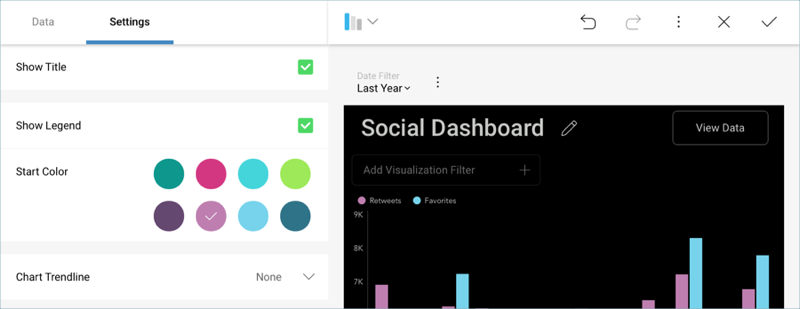 Data
Settings
Show Title
Show Legend
Start Color
Chart Trendline
None
Date Filter
Last Year
Social Dashboard
View Data
Add Visualization Filter
Retweets
Favorites
9K
8K
7K